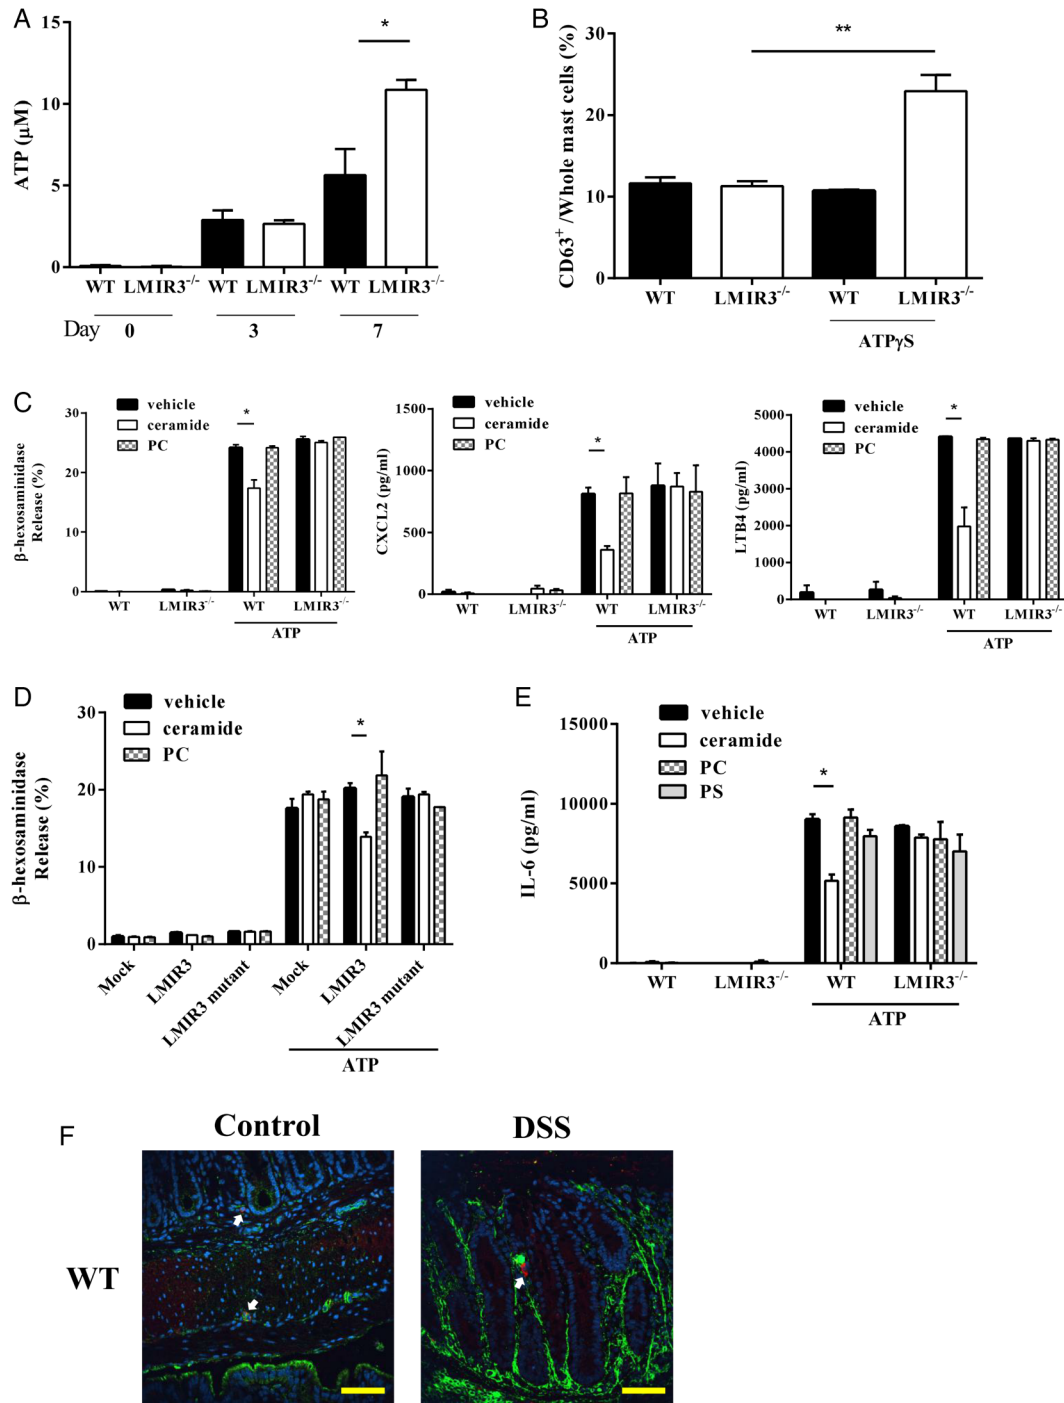 A
ATP (μM)
15
10
5
0
*
WT LMIR3-/- WT LMIR3-/- WT LMIR3-/-
Day 0 3 7
B
CD63+ /Whole mast cells (%)
30
20
10
0
**
WT LMIR3-/- WT LMIR3-/-
ATPγS
C
vehicle
ceramide
PC
β-hexosaminidase
Release (%)
30
20
10
0
*
WT LMIR3-/- WT LMIR3-/-
ATP
vehicle
ceramide
PC
CXCL2 (pg/ml)
1500
1000
500
0
*
WT LMIR3-/- WT LMIR3-/-
ATP
vehicle
ceramide
PC
LTB4 (pg/ml)
5000
4000
3000
2000
1000
0
*
WT LMIR3-/- WT LMIR3-/-
ATP
D
vehicle
ceramide
PC
β-hexosaminidase
Release (%)
30
20
10
0
*
Mock LMIR3 LMIR3 mutant Mock LMIR3 LMIR3 mutant
ATP
E
vehicle
ceramide
PC
PS
IL-6 (pg/ml)
15000
10000
5000
0
*
WT LMIR3-/- WT LMIR3-/-
ATP
F
Control DSS
WT